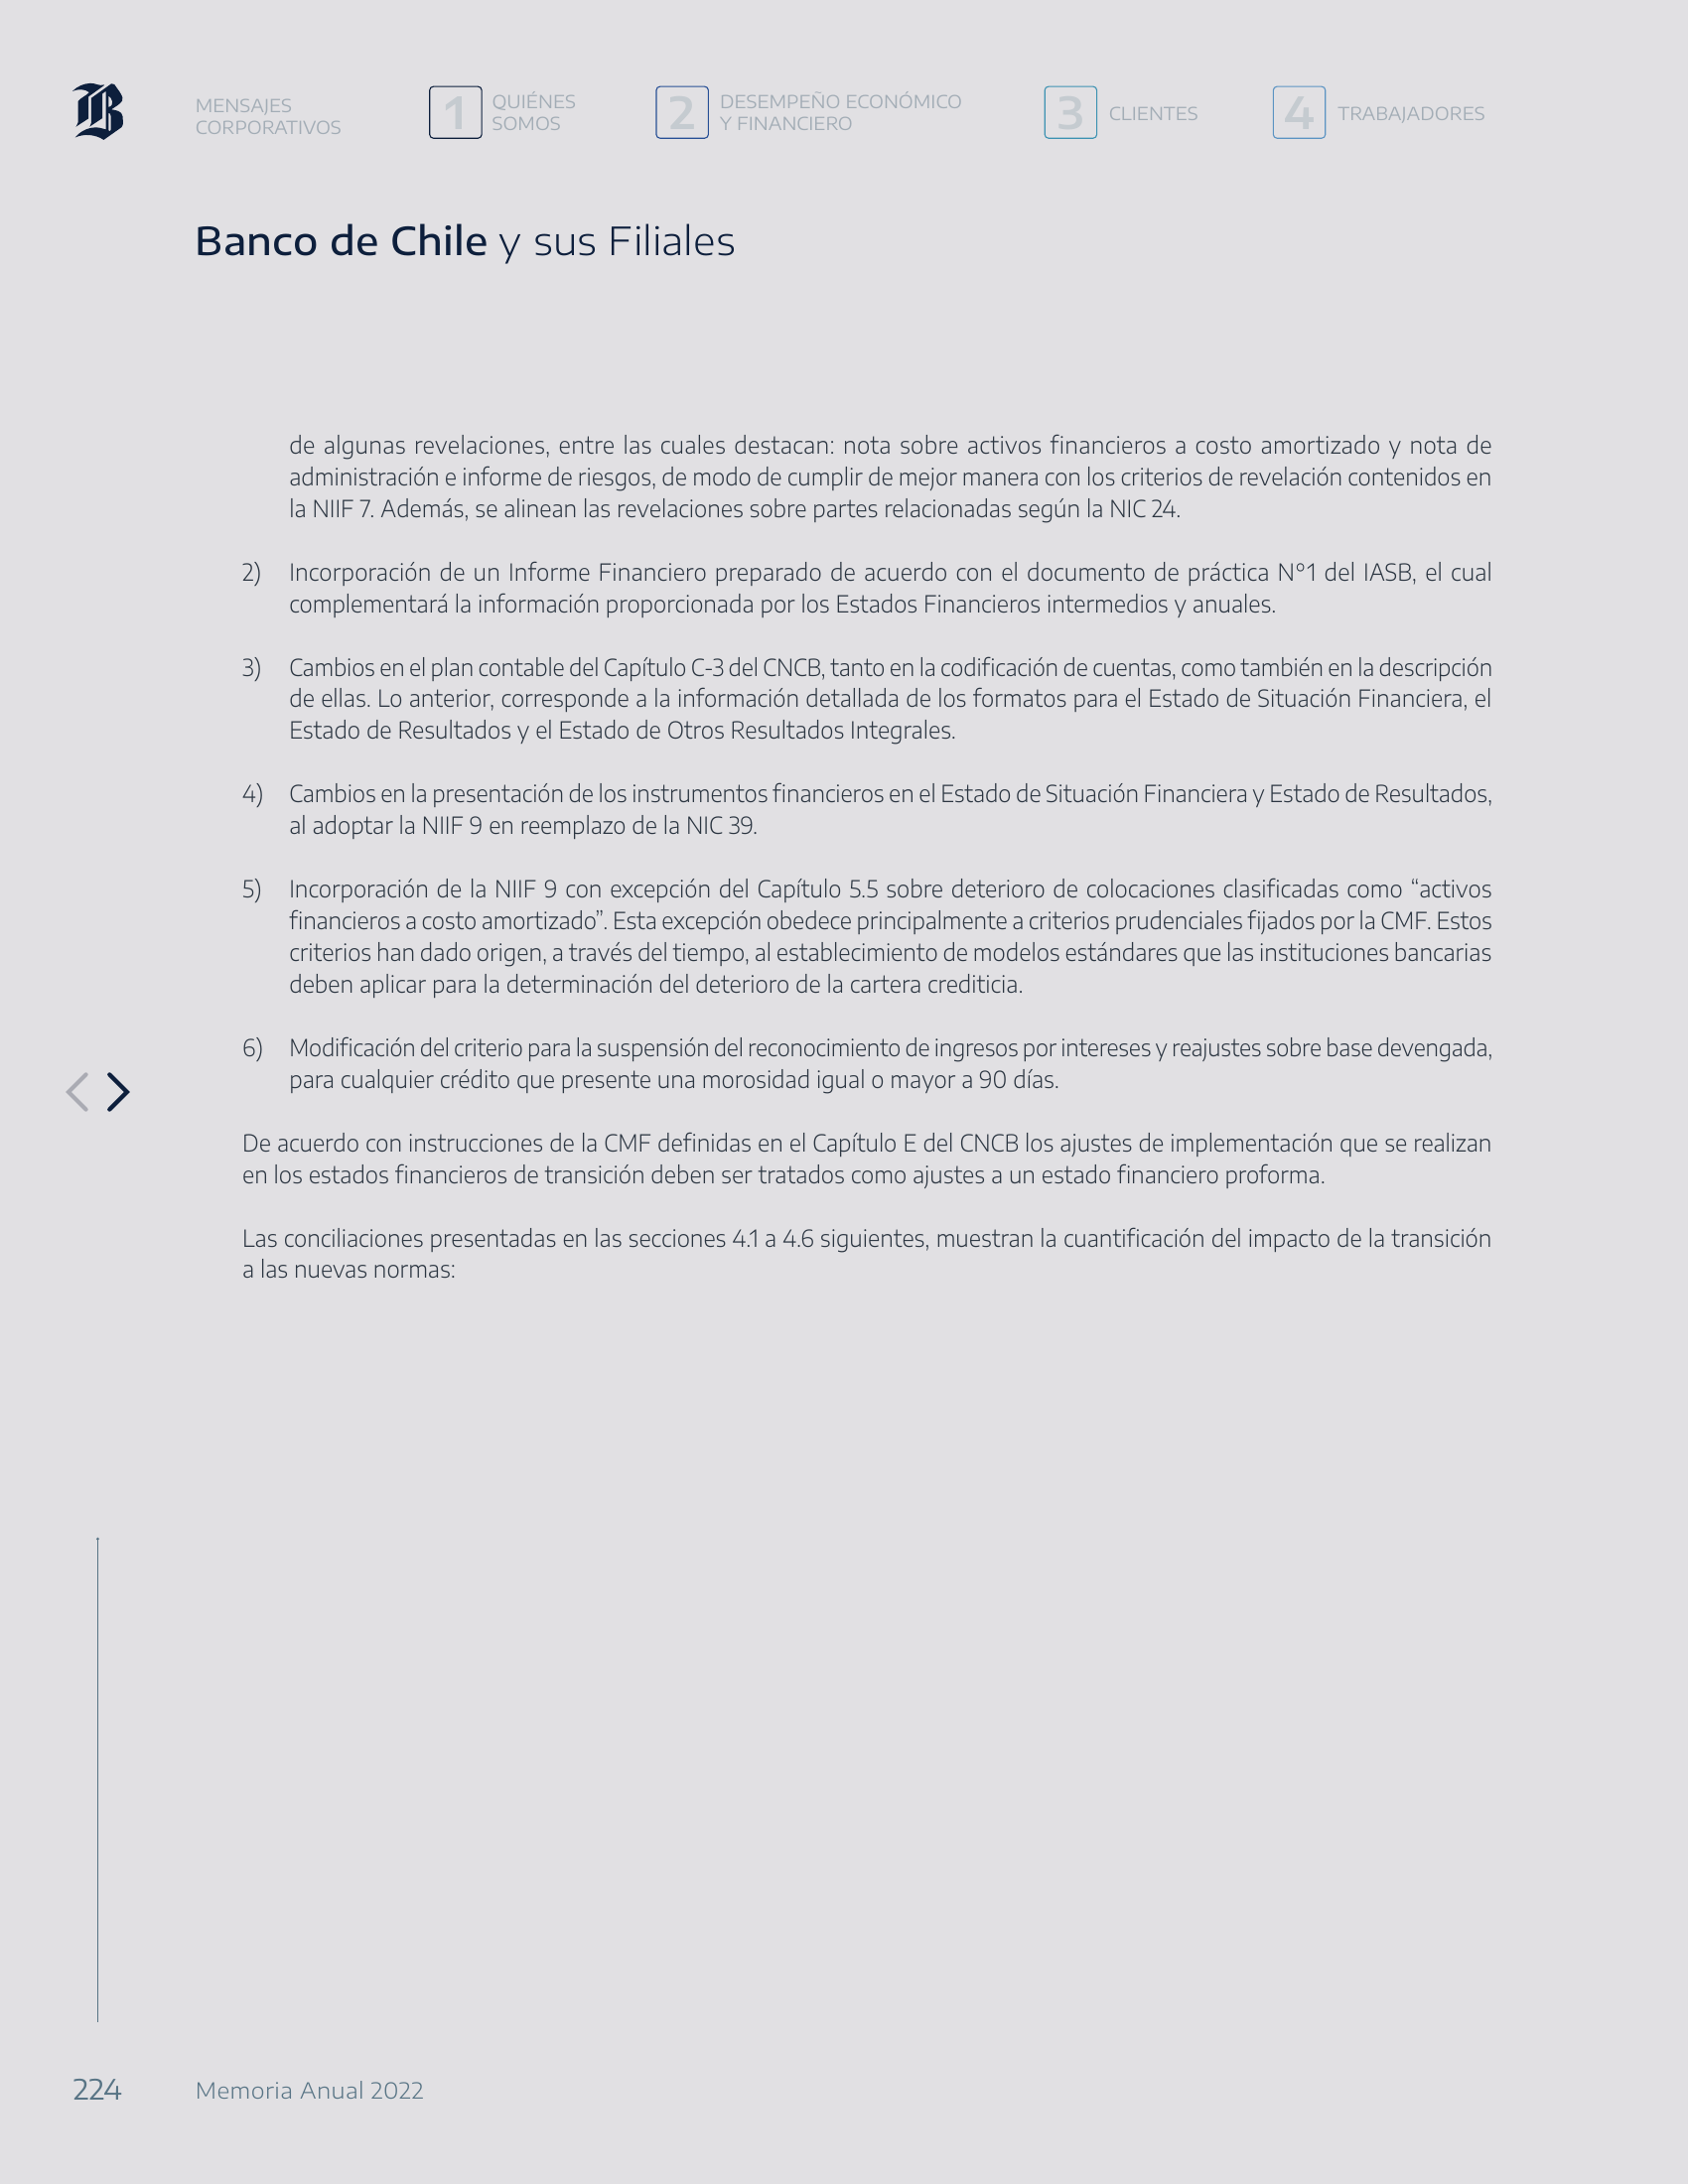 MENSAJES
CORPORATIVOS
1
QUIÉNES
SOMOS
2
DESEMPEÑO ECONÓMICO
Y FINANCIERO
3
CLIENTES
4
TRABAJADORES
Banco de Chile y sus Filiales
de algunas revelaciones, entre las cuales destacan: nota sobre activos financieros a costo amortizado y nota de
administración e informe de riesgos, de modo de cumplir de mejor manera con los criterios de revelación contenidos en
la NIIF 7. Además, se alinean las revelaciones sobre partes relacionadas según la NIC 24.
2) Incorporación de un Informe Financiero preparado de acuerdo con el documento de práctica N°1 del IASB, el cual
complementará la información proporcionada por los Estados Financieros intermedios y anuales.
3) Cambios en el plan contable del Capítulo C-3 del CNCB, tanto en la codificación de cuentas, como también en la descripción
de ellas. Lo anterior, corresponde a la información detallada de los formatos para el Estado de Situación Financiera, el
Estado de Resultados y el Estado de Otros Resultados Integrales.
4) Cambios en la presentación de los instrumentos financieros en el Estado de Situación Financiera y Estado de Resultados,
al adoptar la NIIF 9 en reemplazo de la NIC 39.
5) Incorporación de la NIIF 9 con excepción del Capítulo 5.5 sobre deterioro de colocaciones clasificadas como “activos
financieros a costo amortizado”. Esta excepción obedece principalmente a criterios prudenciales fijados por la CMF. Estos
criterios han dado origen, a través del tiempo, al establecimiento de modelos estándares que las instituciones bancarias
deben aplicar para la determinación del deterioro de la cartera crediticia.
6) Modificación del criterio para la suspensión del reconocimiento de ingresos por intereses y reajustes sobre base devengada,
para cualquier crédito que presente una morosidad igual o mayor a 90 días.
De acuerdo con instrucciones de la CMF definidas en el Capítulo E del CNCB los ajustes de implementación que se realizan
en los estados financieros de transición deben ser tratados como ajustes a un estado financiero proforma.
Las conciliaciones presentadas en las secciones 4.1 a 4.6 siguientes, muestran la cuantificación del impacto de la transición
a las nuevas normas:
224
Memoria Anual 2022